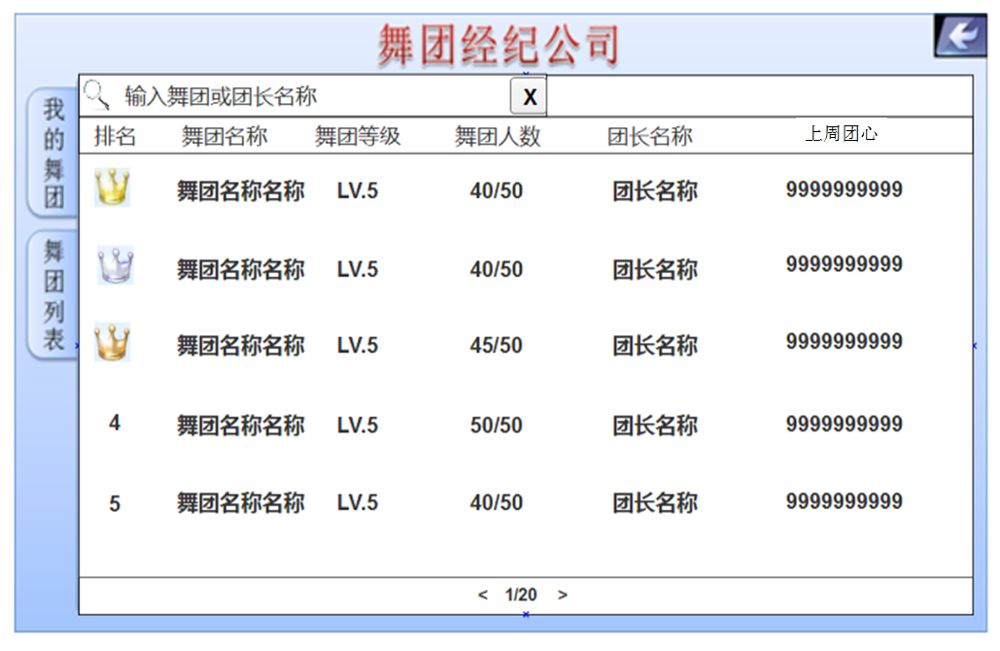 舞团经纪公司
我的舞团
舞团列表
输入舞团或团长名称 X
排名 舞团名称 舞团等级 舞团人数 团长名称 上周团心
舞团名称名称 LV.5 40/50 团长名称 9999999999
舞团名称名称 LV.5 40/50 团长名称 9999999999
舞团名称名称 LV.5 45/50 团长名称 9999999999
4 舞团名称名称 LV.5 50/50 团长名称 9999999999
5 舞团名称名称 LV.5 40/50 团长名称 9999999999
< 1/20 >